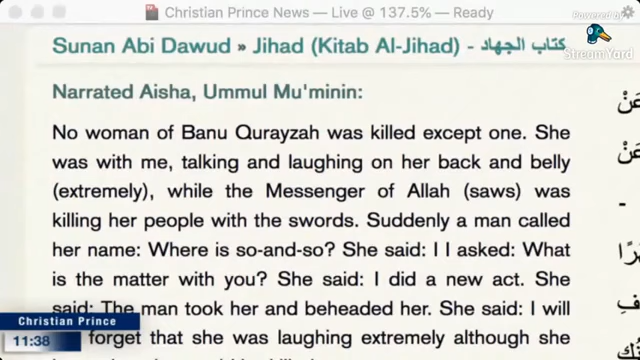 Christian Prince News — Live @ 137.5% — Ready
Powered by
StreamYard
Sunan Abi Dawud » Jihad (Kitab Al-Jihad) - كتاب الجهاد
Narrated Aisha, Ummul Mu'minin:
No woman of Banu Qurayzah was killed except one. She
was with me, talking and laughing on her back and belly
(extremely), while the Messenger of Allah (saws) was
killing her people with the swords. Suddenly a man called
her name: Where is so-and-so? She said: I I asked: What
is the matter with you? She said: I did a new act. She
said: The man took her and beheaded her. She said: I will
forget that she was laughing extremely although she
Christian Prince
11:38
عَنْ
عَنْ
-